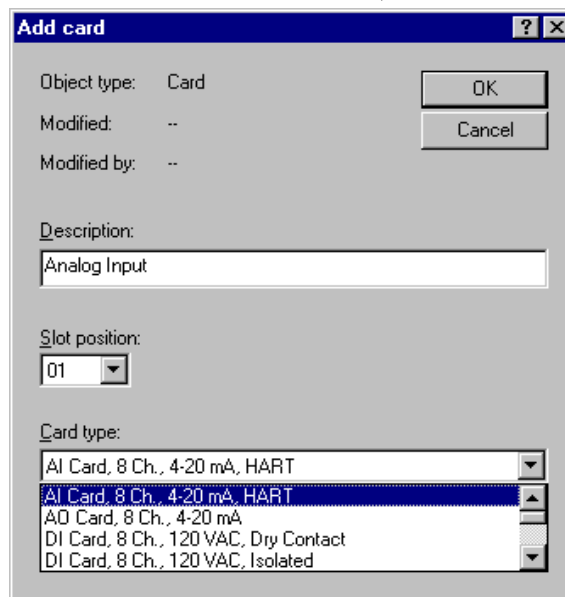 Add card
Object type: Card
OK
Modified: --
Cancel
Modified by: --
Description:
Analog Input
Slot position:
01
Card type:
AI Card, 8 Ch., 4-20 mA, HART
AI Card, 8 Ch., 4-20 mA, HART
AO Card, 8 Ch., 4-20 mA
DI Card, 8 Ch., 120 VAC, Dry Contact
DI Card, 8 Ch., 120 VAC, Isolated